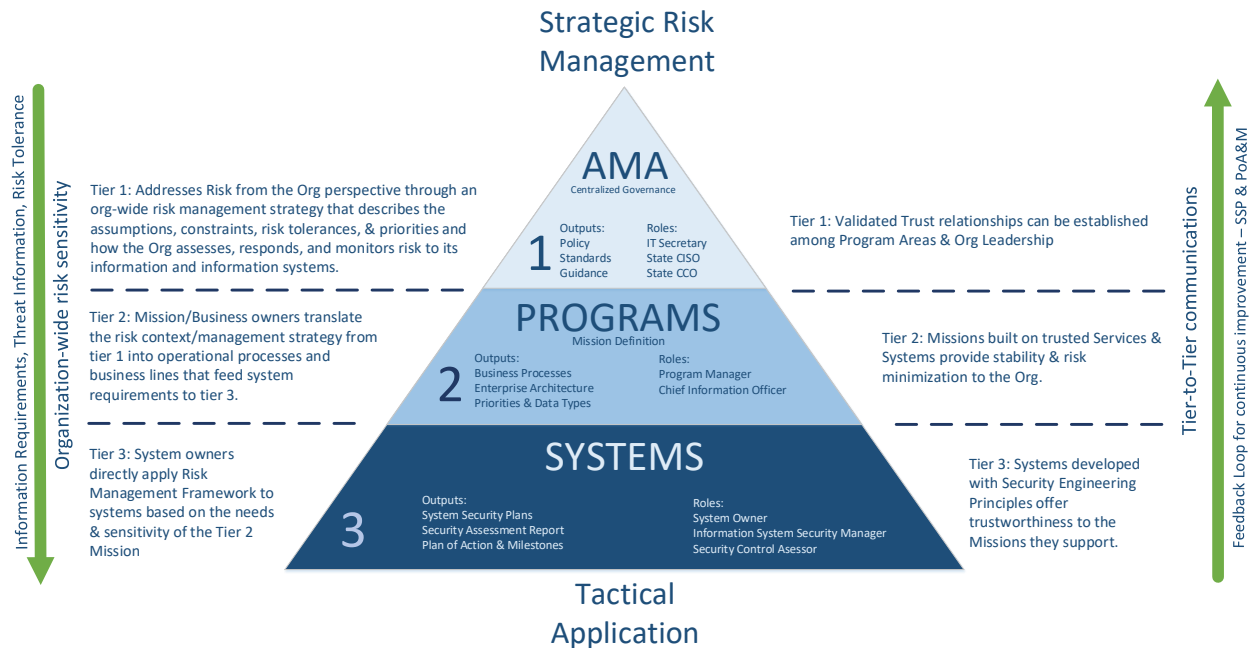 Strategic Risk
Management
Information Requirements, Threat Information, Risk Tolerance
Organization-wide risk sensitivity
Tier 1: Addresses Risk from the Org perspective through an
org-wide risk management strategy that describes the
assumptions, constraints, risk tolerances, & priorities and
how the Org assesses, responds, and monitors risk to its
information and information systems.
Tier 2: Mission/Business owners translate
the risk context/management strategy from
tier 1 into operational processes and
business lines that feed system
requirements to tier 3.
Tier 3: System owners
directly apply Risk
Management Framework to
systems based on the needs
& sensitivity of the Tier 2
Mission
AMA
Centralized Governance
1
Outputs:
Policy
Standards
Guidance
Roles:
IT Secretary
State CISO
State CCO
PROGRAMS
Mission Definition
2
Outputs:
Business Processes
Enterprise Architecture
Priorities & Data Types
Roles:
Program Manager
Chief Information Officer
SYSTEMS
3
Outputs:
System Security Plans
Security Assessment Report
Plan of Action & Milestones
Roles:
System Owner
Information System Security Manager
Security Control Asessor
Tier 1: Validated Trust relationships can be established
among Program Areas & Org Leadership
Tier 2: Missions built on trusted Services &
Systems provide stability & risk
minimization to the Org.
Tier 3: Systems developed
with Security Engineering
Principles offer
trustworthiness to the
Missions they support.
Tier-to-Tier communications
Feedback Loop for continuous improvement – SSP & PoA&M
Tactical
Application